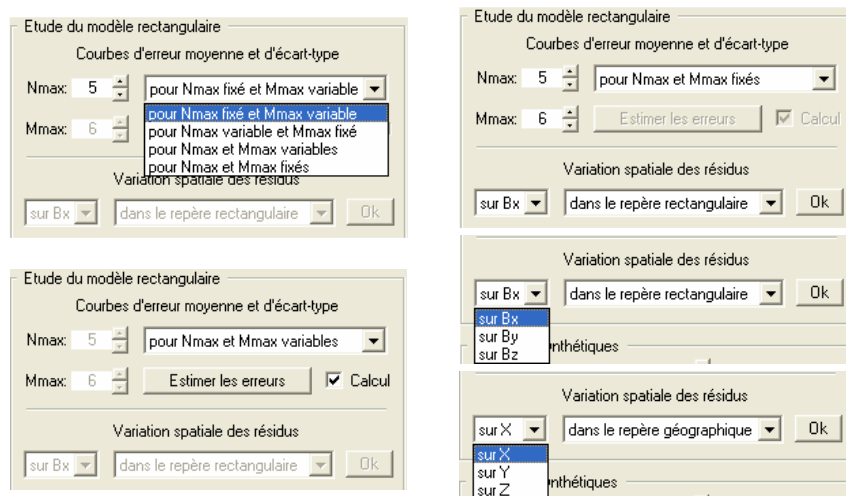 Etude du modèle rectangulaire
Courbes d'erreur moyenne et d'écart-type
Nmax: 5 pour Nmax fixé et Mmax variable
pour Nmax fixé et Mmax variable
Mmax: 6 pour Nmax variable et Mmax fixé
pour Nmax et Mmax variables
pour Nmax et Mmax fixés
Variation spatiale des résidus
sur Bx dans le repère rectangulaire Ok
Etude du modèle rectangulaire
Courbes d'erreur moyenne et d'écart-type
Nmax: 5 pour Nmax et Mmax variables
Mmax: 6 Estimer les erreurs Calcul
Variation spatiale des résidus
sur Bx dans le repère rectangulaire Ok
Etude du modèle rectangulaire
Courbes d'erreur moyenne et d'écart-type
Nmax: 5 pour Nmax et Mmax fixés
Mmax: 6 Estimer les erreurs Calcul
Variation spatiale des résidus
sur Bx dans le repère rectangulaire Ok
Variation spatiale des résidus
sur Bx dans le repère rectangulaire Ok
sur Bx
sur By
sur Bz nthétiques
Variation spatiale des résidus
sur X dans le repère géographique Ok
sur X
sur Y
sur Z nthétiques